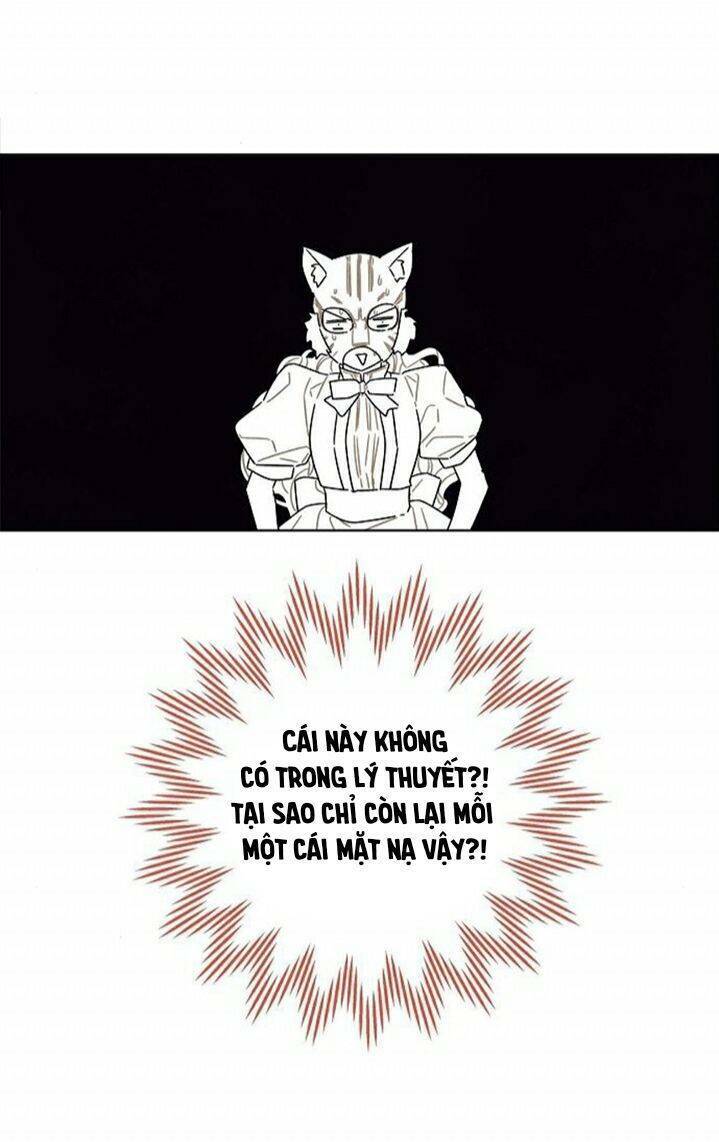 CÁI NÀY KHÔNG
CÓ TRONG LÝ THUYẾT?!
TẠI SAO CHỈ CÒN LẠI MỖI
MỘT CÁI MẶT NẠ VẬY?!